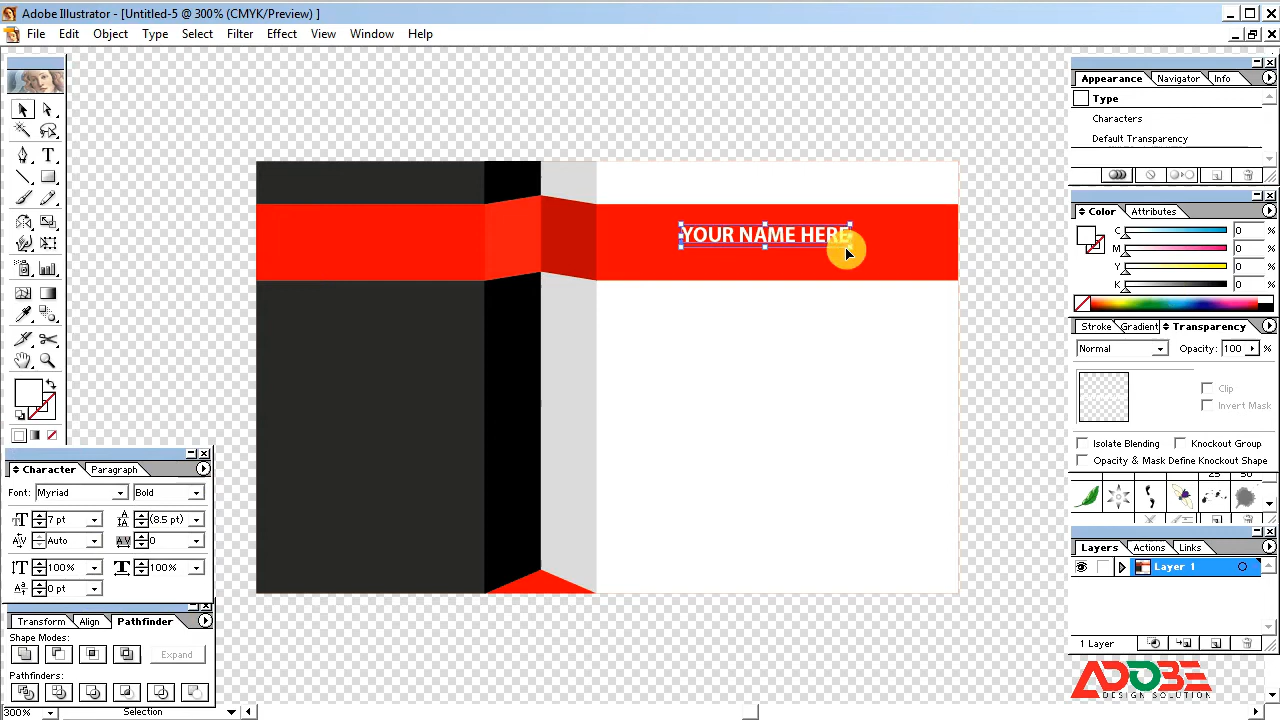 Adobe Illustrator - [Untitled-5 @ 300% (CMYK/Preview) ]
File Edit Object Type Select Filter Effect View Window Help
Appearance Navigator Info
Type
Characters
Default Transparency
Color Attributes
C 0 %
M 0 %
Y 0 %
K 0 %
Stroke Gradient Transparency
Normal Opacity: 100 %
Clip
Invert Mask
Isolate Blending Knockout Group
Opacity & Mask Define Knockout Shape
Layers Actions Links
Layer 1
1 Layer
YOUR NAME HERE
Character Paragraph
Font: Myriad Bold
7 pt (8.5 pt)
Auto 0
100% 100%
0 pt
Transform Align Pathfinder
Shape Modes:
Expand
Pathfinders:
300% Selection
ADOBE
DESIGN SOLUTION